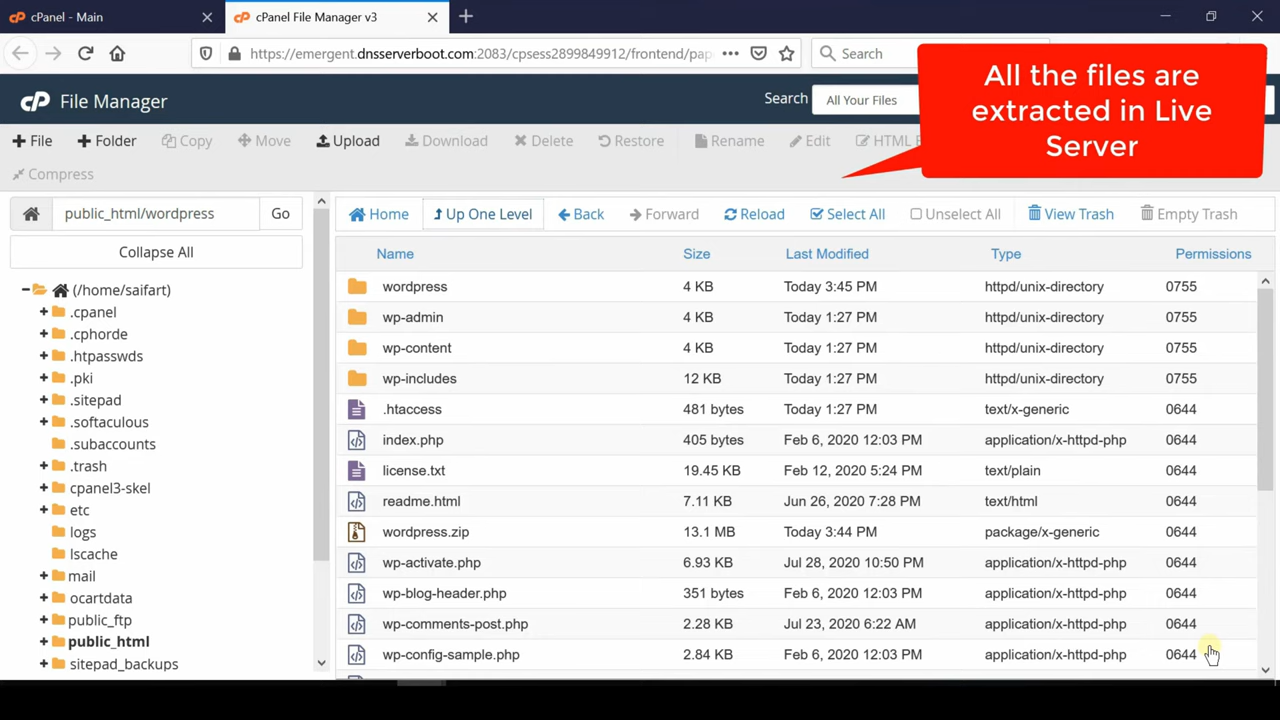 cPanel - Main
cPanel File Manager v3
https://emergent.dnsserverboot.com:2083/cpsess2899849912/frontend/pap
Search
All the files are
extracted in Live
Server
cP File Manager
Search
All Your Files
File
Folder
Copy
Move
Upload
Download
Delete
Restore
Rename
Edit
HTML E
Compress
public_html/wordpress
Go
Home
Up One Level
Back
Forward
Reload
Select All
Unselect All
View Trash
Empty Trash
Collapse All
(/home/saifart)
.cpanel
.cphorde
.htpasswds
.pki
.sitepad
.softaculous
.subaccounts
.trash
cpanel3-skel
etc
logs
lscache
mail
ocartdata
public_ftp
public_html
sitepad_backups
Name Size Last Modified Type Permissions
wordpress 4 KB Today 3:45 PM httpd/unix-directory 0755
wp-admin 4 KB Today 1:27 PM httpd/unix-directory 0755
wp-content 4 KB Today 1:27 PM httpd/unix-directory 0755
wp-includes 12 KB Today 1:27 PM httpd/unix-directory 0755
.htaccess 481 bytes Today 1:27 PM text/x-generic 0644
index.php 405 bytes Feb 6, 2020 12:03 PM application/x-httpd-php 0644
license.txt 19.45 KB Feb 12, 2020 5:24 PM text/plain 0644
readme.html 7.11 KB Jun 26, 2020 7:28 PM text/html 0644
wordpress.zip 13.1 MB Today 3:44 PM package/x-generic 0644
wp-activate.php 6.93 KB Jul 28, 2020 10:50 PM application/x-httpd-php 0644
wp-blog-header.php 351 bytes Feb 6, 2020 12:03 PM application/x-httpd-php 0644
wp-comments-post.php 2.28 KB Jul 23, 2020 6:22 AM application/x-httpd-php 0644
wp-config-sample.php 2.84 KB Feb 6, 2020 12:03 PM application/x-httpd-php 0644